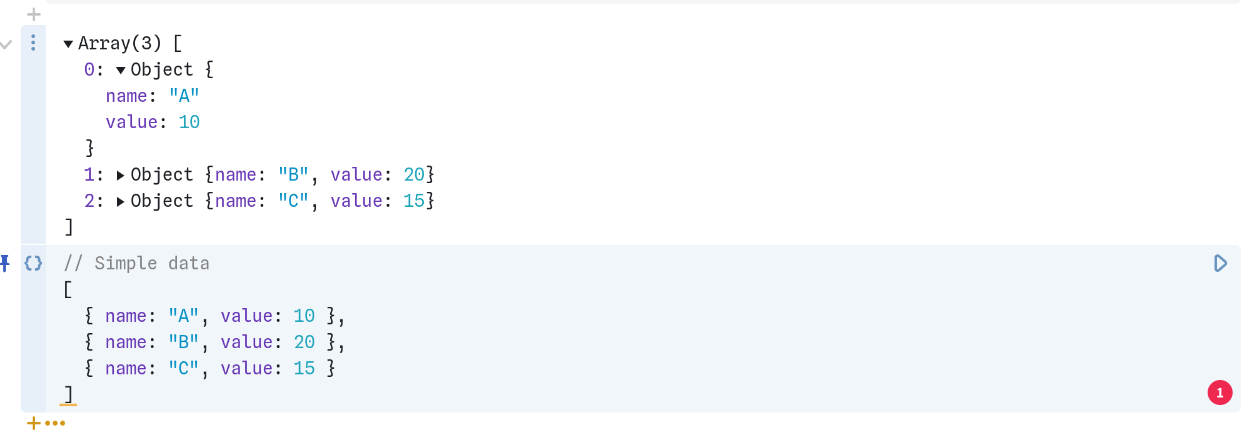 ▼Array(3) [
0: ▼Object {
name: "A"
value: 10
}
1: ▶Object {name: "B", value: 20}
2: ▶Object {name: "C", value: 15}
]
// Simple data
[
{ name: "A", value: 10 },
{ name: "B", value: 20 },
{ name: "C", value: 15 }
]
1